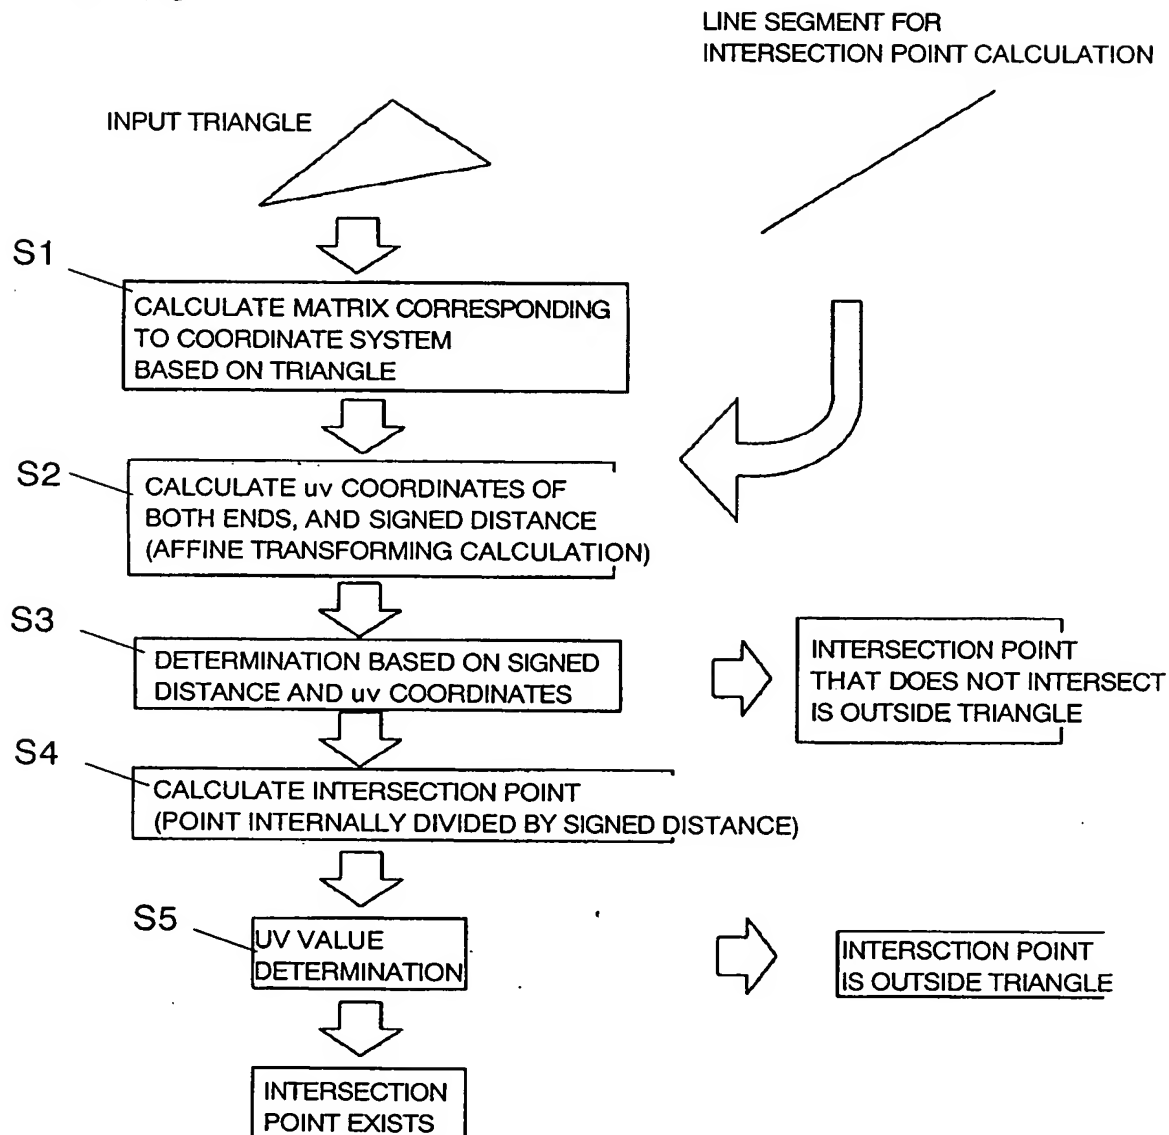 LINE SEGMENT FOR
INTERSECTION POINT CALCULATION
INPUT TRIANGLE
S1
CALCULATE MATRIX CORRESPONDING
TO COORDINATE SYSTEM
BASED ON TRIANGLE
S2
CALCULATE uv COORDINATES OF
BOTH ENDS, AND SIGNED DISTANCE
(AFFINE TRANSFORMING CALCULATION)
S3
DETERMINATION BASED ON SIGNED
DISTANCE AND uv COORDINATES
INTERSECTION POINT
THAT DOES NOT INTERSECT
IS OUTSIDE TRIANGLE
S4
CALCULATE INTERSECTION POINT
(POINT INTERNALLY DIVIDED BY SIGNED DISTANCE)
S5
UV VALUE
DETERMINATION
INTERSCTION POINT
IS OUTSIDE TRIANGLE
INTERSECTION
POINT EXISTS